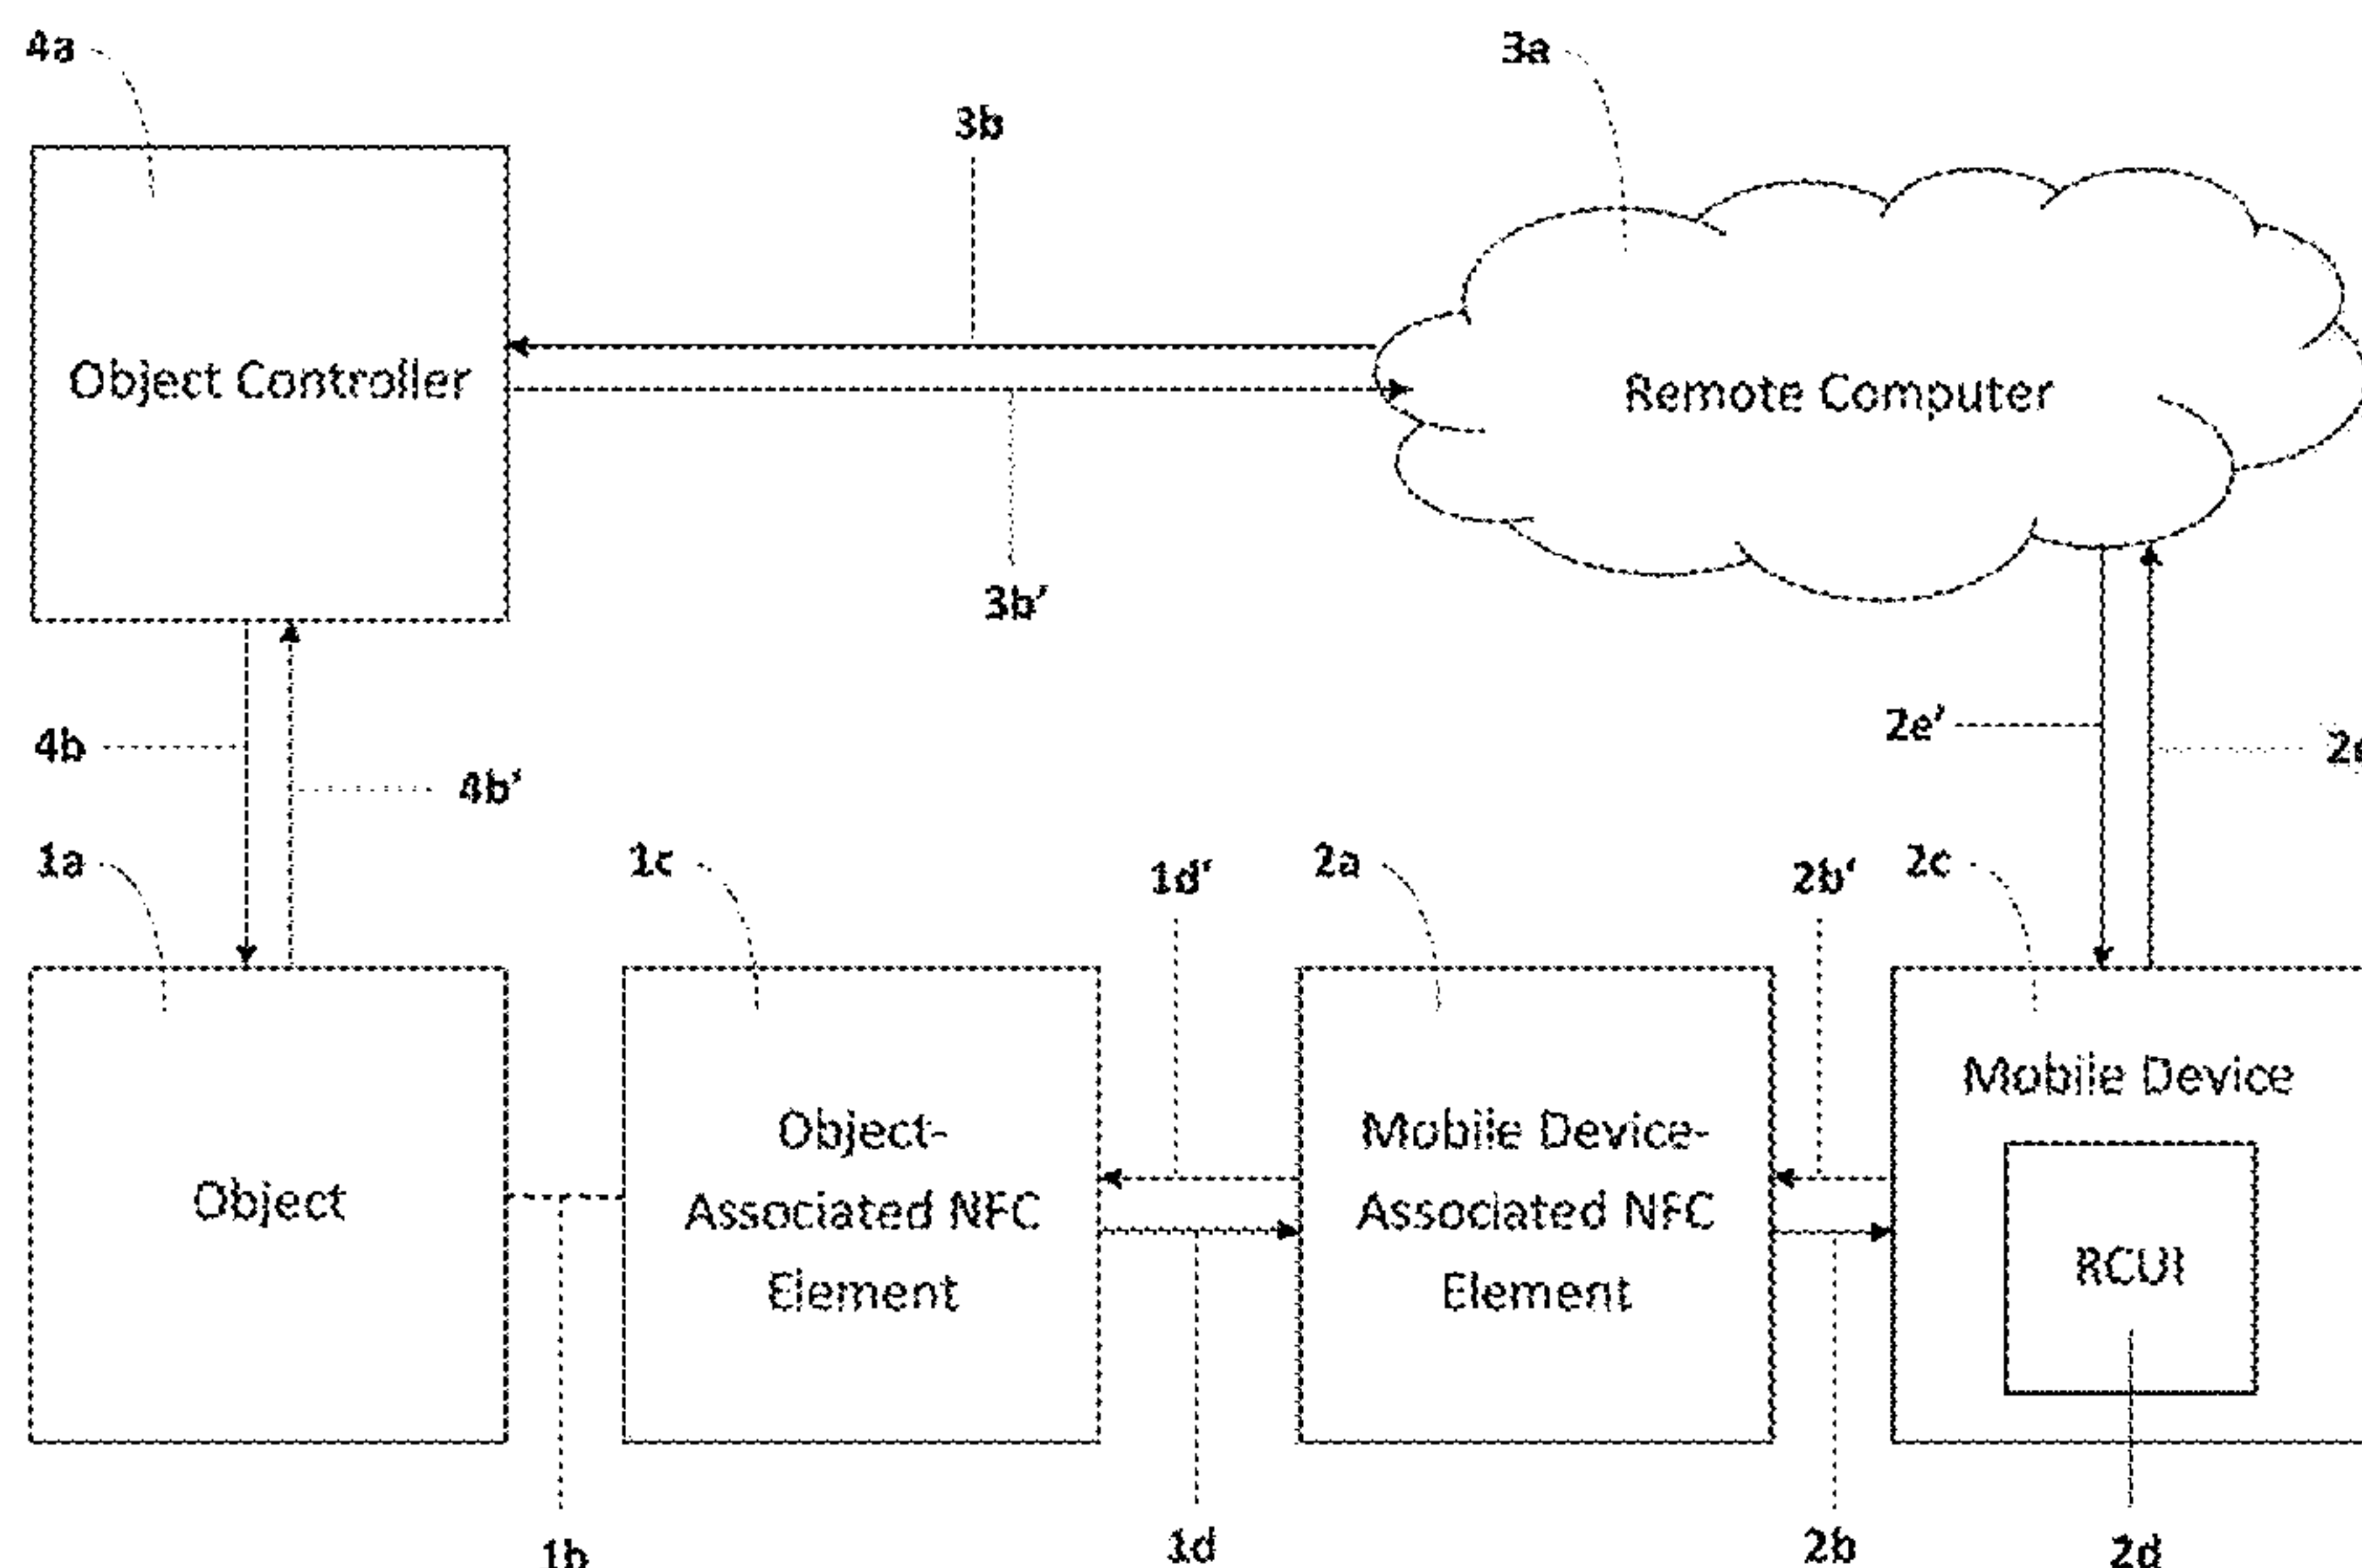 4a
3a
3b
Object Controller
Remote Computer
3b'
2e'
4b
4b'
1a
1c
1d'
2a
2b'
2c
Mobile Device
Object-
Associated NFC
Element
Mobile Device-
Associated NFC
Element
Object
RCUI
1b
1d
2b
2d